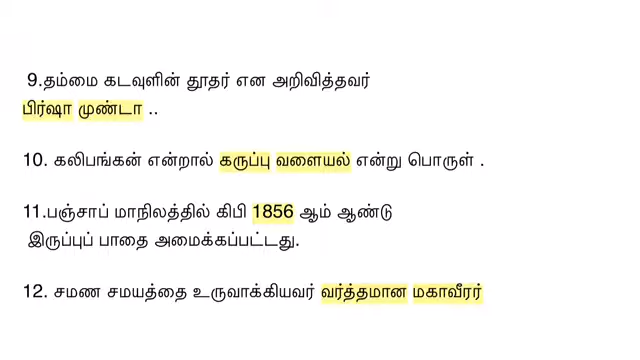 9.தம்மை கடவுளின் தூதர் என அறிவித்தவர்
பிர்ஷா முண்டா ..
10. கலிபங்கன் என்றால் கருப்பு வளையல் என்று பொருள் .
11.பஞ்சாப் மாநிலத்தில் கிபி 1856 ஆம் ஆண்டு
இருப்புப் பாதை அமைக்கப்பட்டது.
12. சமண சமயத்தை உருவாக்கியவர் வர்த்தமான மகாவீரர்